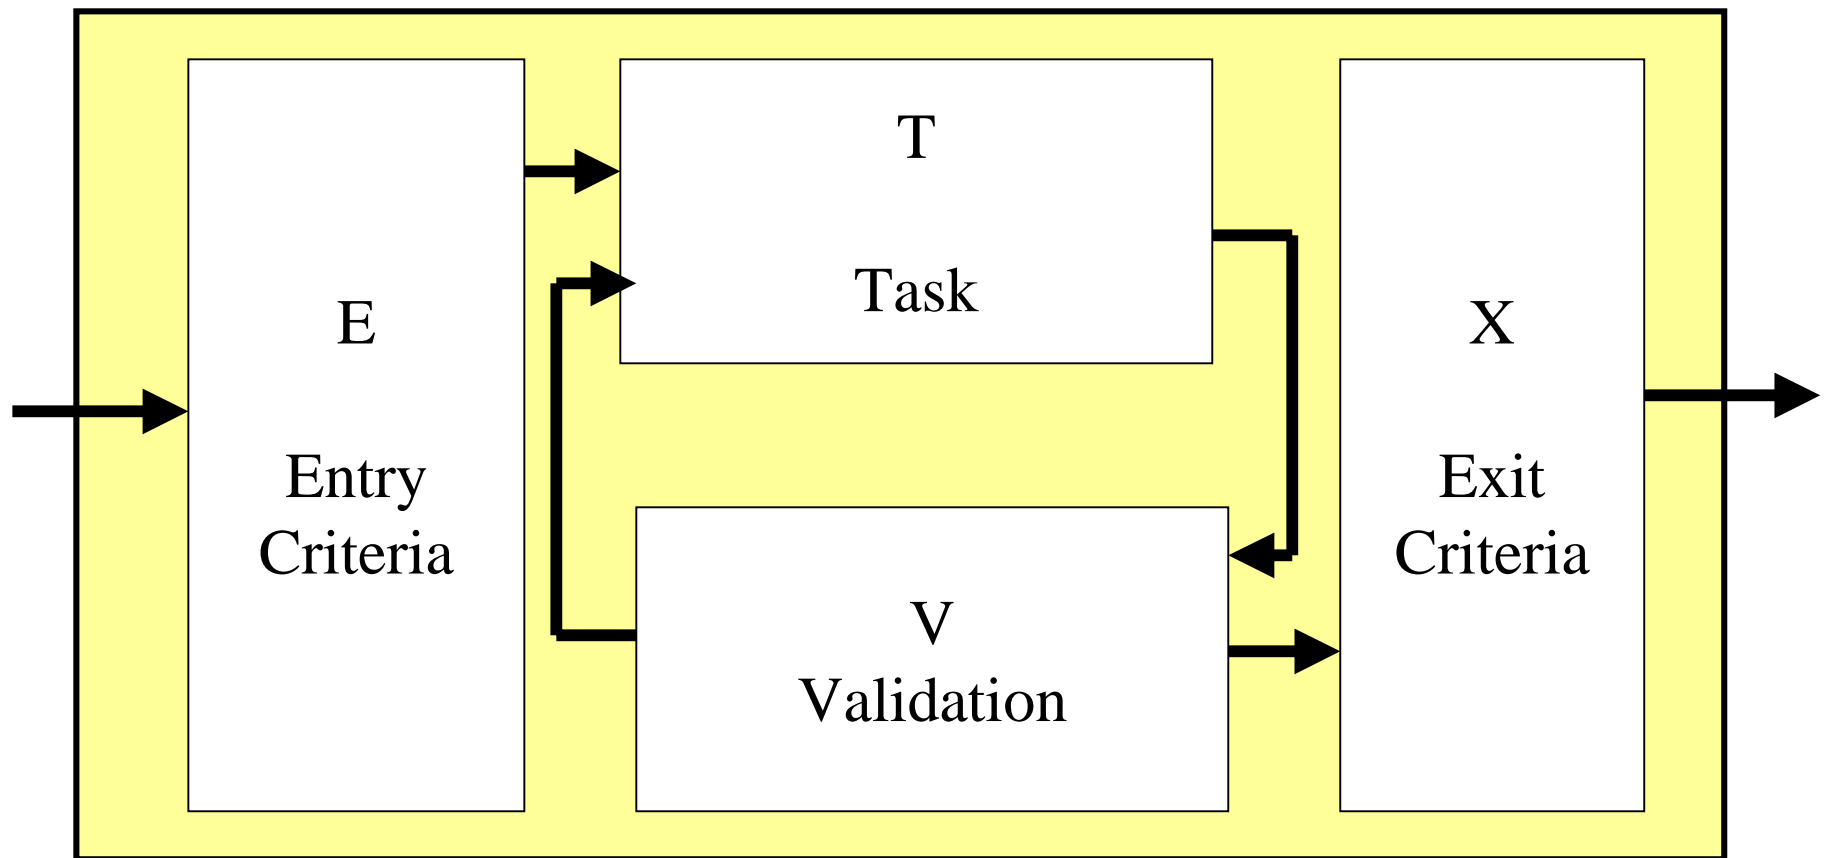 E
Entry
Criteria
T
Task
V
Validation
X
Exit
Criteria